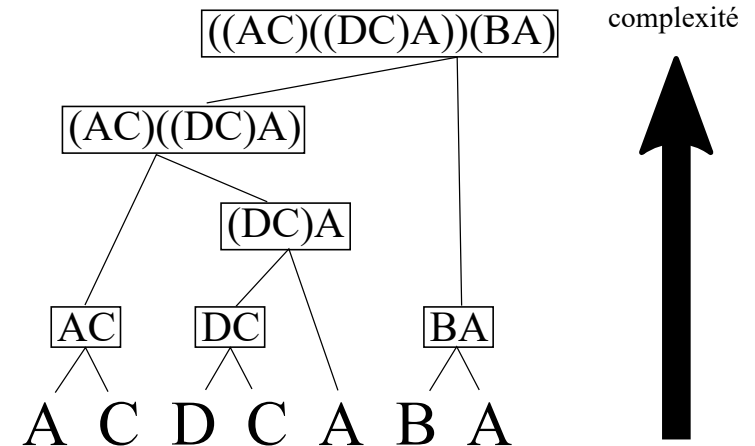 ((AC)((DC)A))(BA)
complexité
(AC)((DC)A)
(DC)A
AC
DC
BA
A C D C A B A